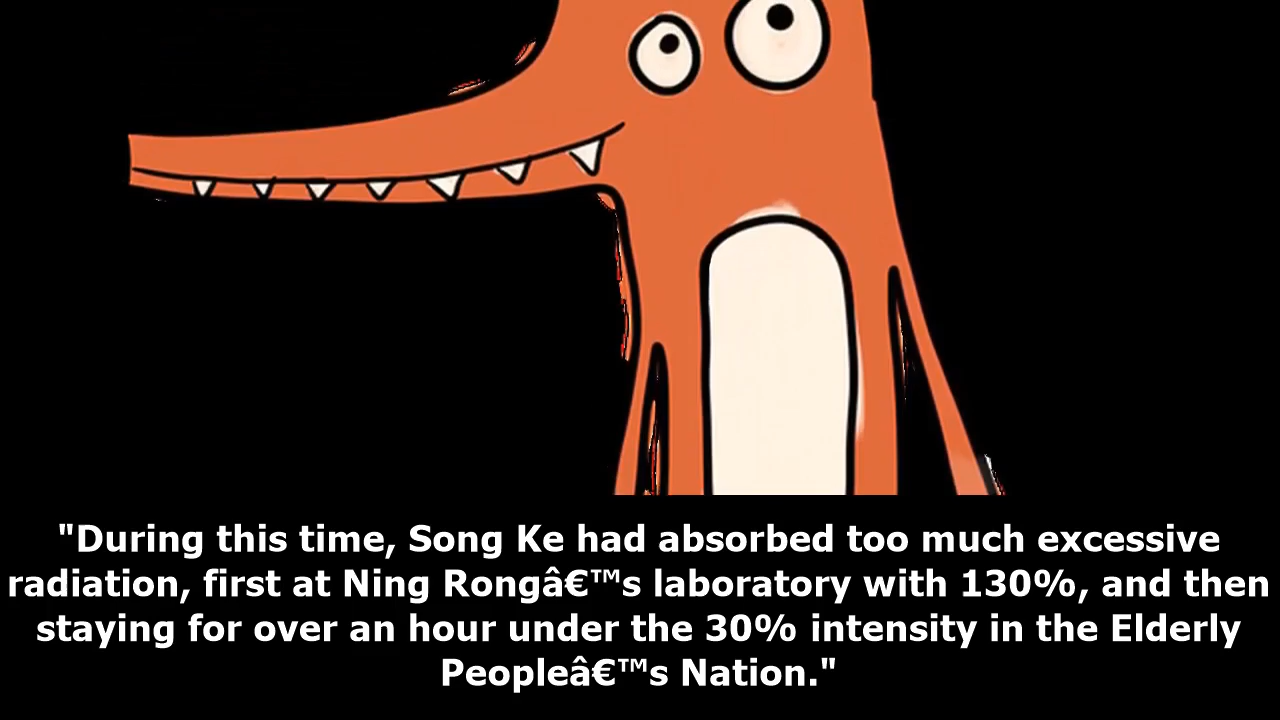 "During this time, Song Ke had absorbed too much excessive
radiation, first at Ning Rongâ€™s laboratory with 130%, and then
staying for over an hour under the 30% intensity in the Elderly
Peopleâ€™s Nation."